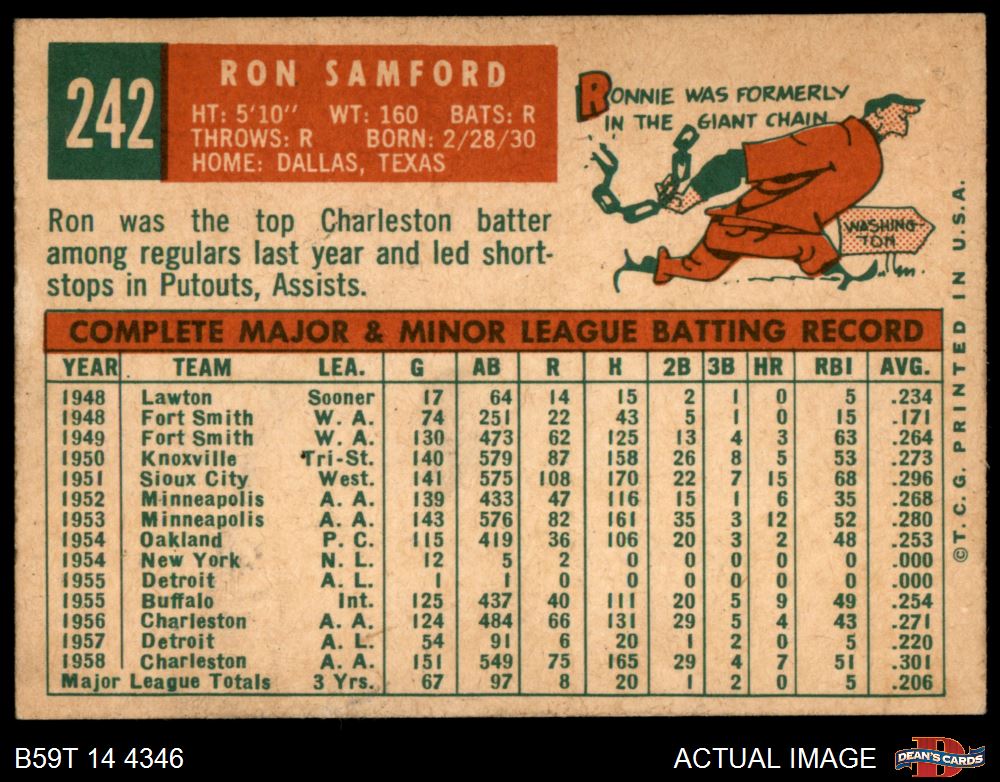 242
RON SAMFORD
HT: 5'10" WT: 160 BATS: R
THROWS: R BORN: 2/28/30
HOME: DALLAS, TEXAS
RONNIE WAS FORMERLY
IN THE GIANT CHAIN
WASHING-
TON
Ron was the top Charleston batter
among regulars last year and led short-
stops in Putouts, Assists.
COMPLETE MAJOR & MINOR LEAGUE BATTING RECORD
YEAR TEAM LEA. G AB R H 2B 3B HR RBI AVG.
1948 Lawton Sooner 17 64 14 15 2 1 0 5 .234
1948 Fort Smith W. A. 74 251 22 43 5 1 0 15 .171
1949 Fort Smith W. A. 130 473 62 125 13 4 3 63 .264
1950 Knoxville Tri-St. 140 579 87 158 26 8 5 53 .273
1951 Sioux City West. 141 575 108 170 22 7 15 68 .296
1952 Minneapolis A. A. 139 433 47 116 15 1 6 35 .268
1953 Minneapolis A. A. 143 576 82 161 35 3 12 52 .280
1954 Oakland P. C. 115 419 36 106 20 3 2 48 .253
1954 New York N. L. 12 5 2 0 0 0 0 0 .000
1955 Detroit A. L. 1 1 0 0 0 0 0 0 .000
1955 Buffalo Int. 125 437 40 111 20 5 9 49 .254
1956 Charleston A. A. 124 484 66 131 29 5 4 43 .271
1957 Detroit A. L. 54 91 6 20 1 2 0 5 .220
1958 Charleston A. A. 151 549 75 165 29 4 7 51 .301
Major League Totals 3 Yrs. 67 97 8 20 1 2 0 5 .206
©T. C. G. PRINTED IN U.S.A.
B59T 14 4346
ACTUAL IMAGE
D
DEAN'S CARDS